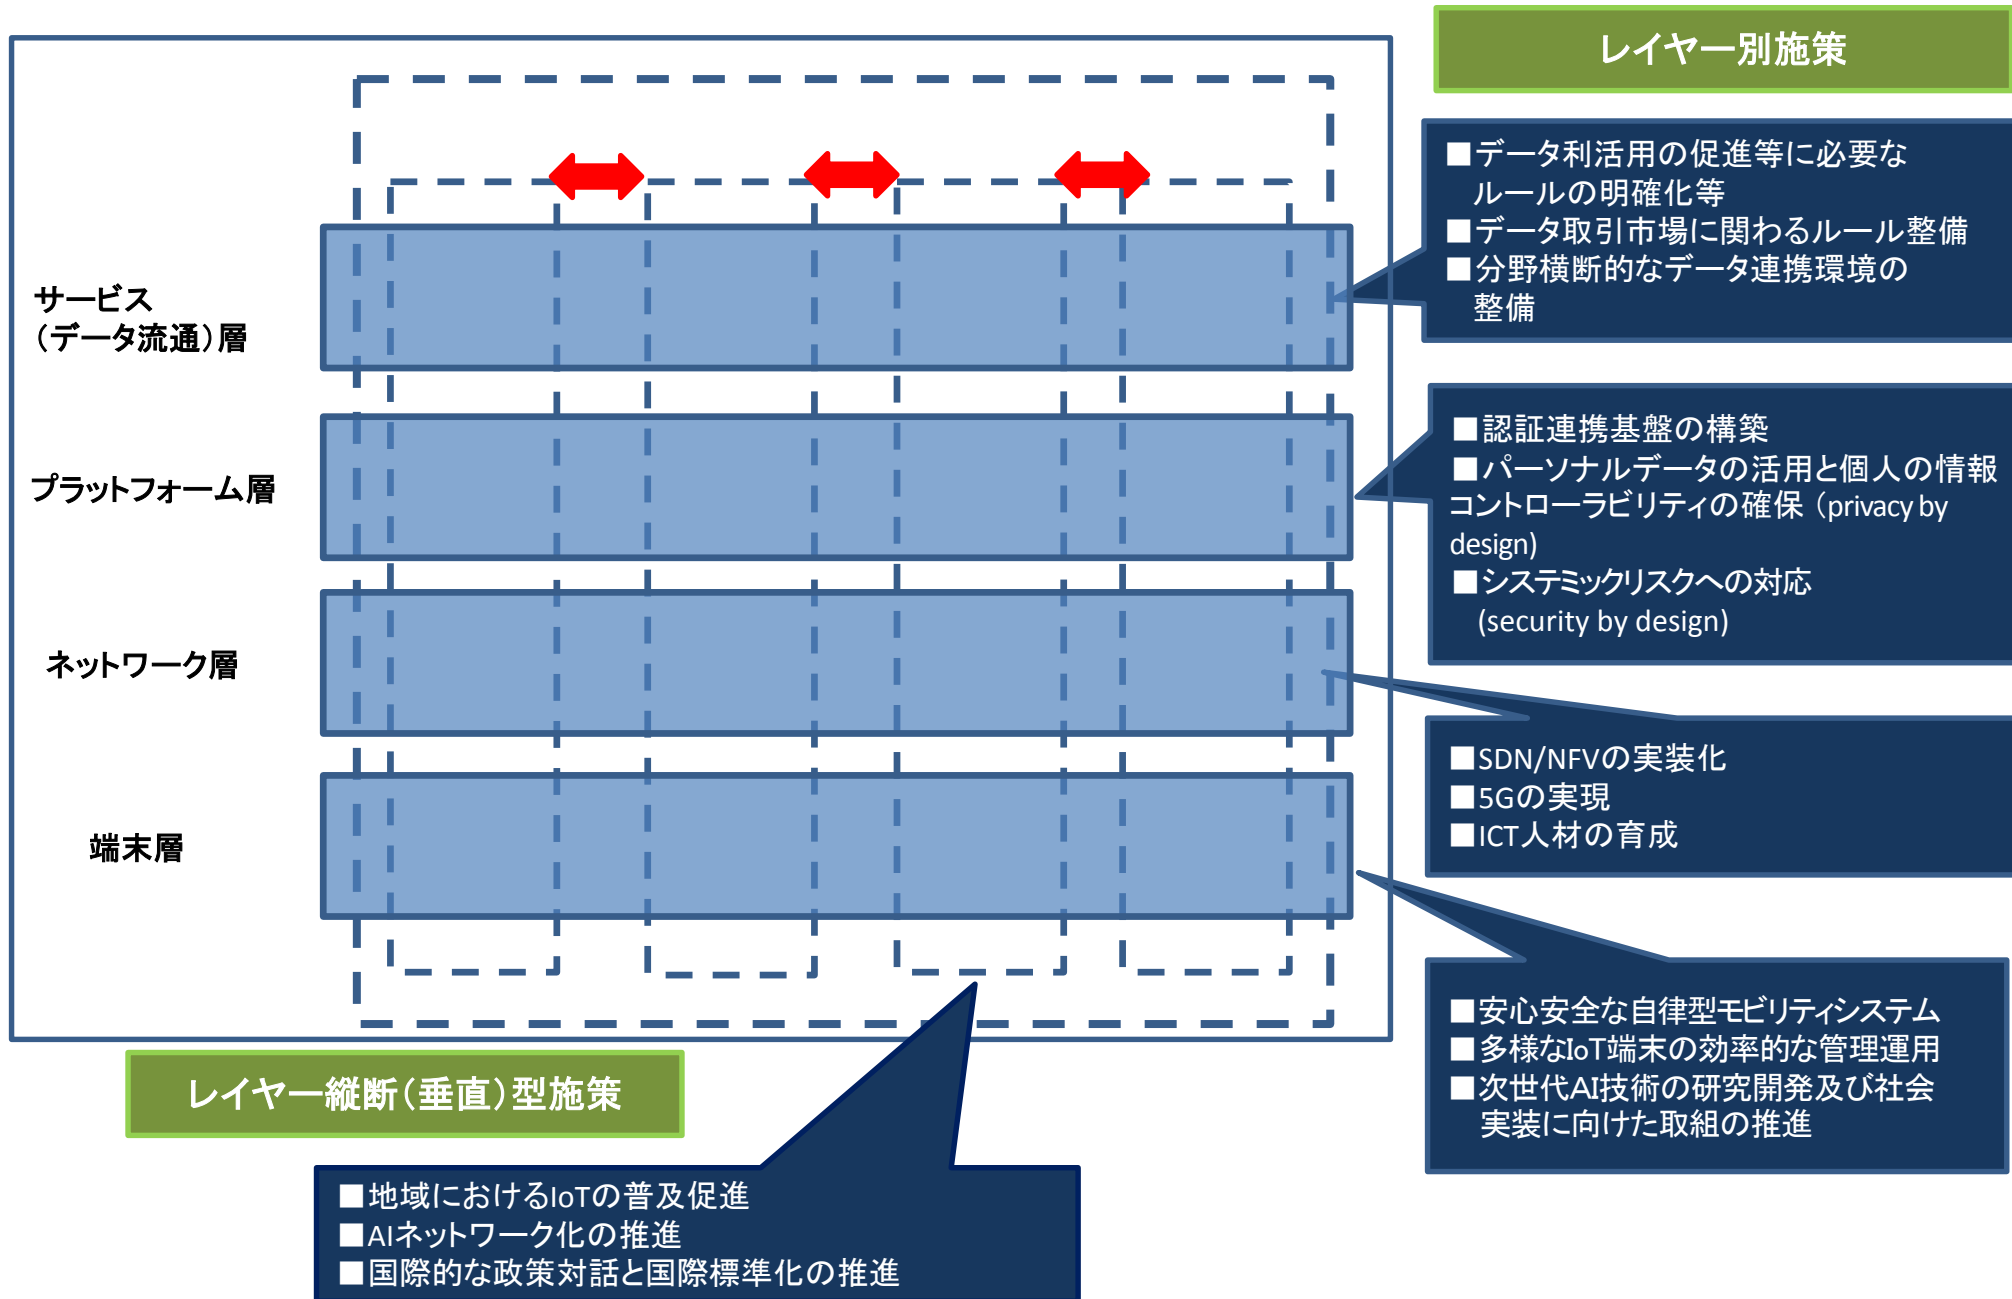 レイヤー別施策
■データ利活用の促進等に必要な
ルールの明確化等
■データ取引市場に関わるルール整備
■分野横断的なデータ連携環境の
整備
サービス
（データ流通）層
■認証連携基盤の構築
■パーソナルデータの活用と個人の情報
コントローラビリティの確保（privacy by
design)
■システミックリスクへの対応
(security by design)
プラットフォーム層
ネットワーク層
■SDN/NFVの実装化
■5Gの実現
■ICT人材の育成
端末層
■安心安全な自律型モビリティシステム
■多様なIoT端末の効率的な管理運用
■次世代AI技術の研究開発及び社会
実装に向けた取組の推進
レイヤー縦断（垂直）型施策
■地域におけるIoTの普及促進
■AIネットワーク化の推進
■国際的な政策対話と国際標準化の推進